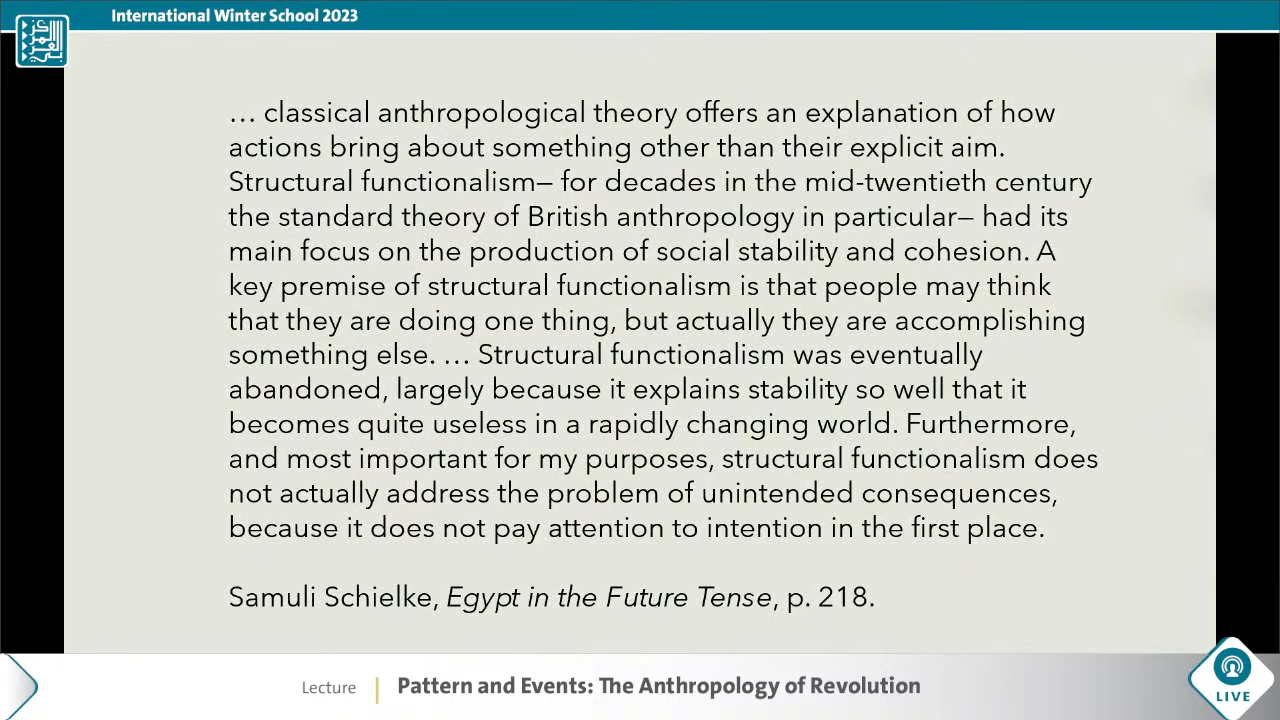 International Winter School 2023
المركز
العربي
… classical anthropological theory offers an explanation of how
actions bring about something other than their explicit aim.
Structural functionalism— for decades in the mid-twentieth century
the standard theory of British anthropology in particular— had its
main focus on the production of social stability and cohesion. A
key premise of structural functionalism is that people may think
that they are doing one thing, but actually they are accomplishing
something else. … Structural functionalism was eventually
abandoned, largely because it explains stability so well that it
becomes quite useless in a rapidly changing world. Furthermore,
and most important for my purposes, structural functionalism does
not actually address the problem of unintended consequences,
because it does not pay attention to intention in the first place.
Samuli Schielke, Egypt in the Future Tense, p. 218.
Lecture
Pattern and Events: The Anthropology of Revolution
LIVE